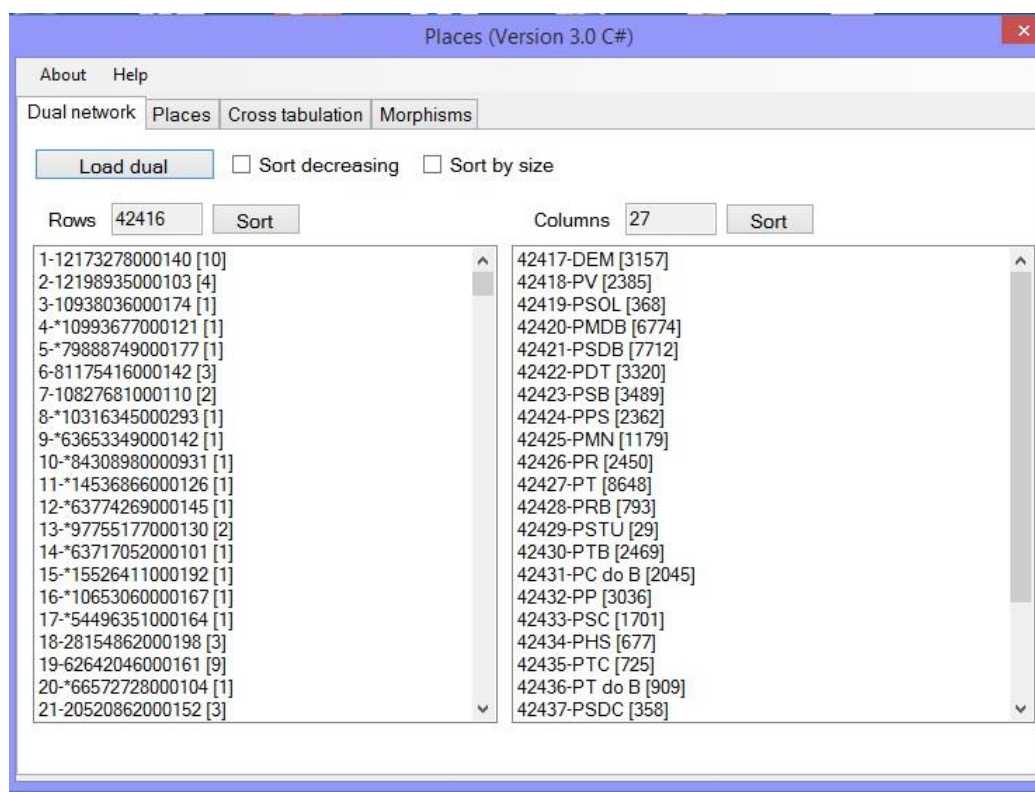 Places (Version 3.0 C#)
About Help
Dual network Places Cross tabulation Morphisms
Load dual Sort decreasing Sort by size
Rows 42416 Sort Columns 27 Sort
1-12173278000140 [10]
2-12198935000103 [4]
3-10938036000174 [1]
4-*10993677000121 [1]
5-*79888749000177 [1]
6-81175416000142 [3]
7-10827681000110 [2]
8-*10316345000293 [1]
9-*63653349000142 [1]
10-*84308980000931 [1]
11-*14536866000126 [1]
12-*63774269000145 [1]
13-*97755177000130 [2]
14-*63717052000101 [1]
15-*15526411000192 [1]
16-*10653060000167 [1]
17-*54496351000164 [1]
18-28154862000198 [3]
19-62642046000161 [9]
20-*66572728000104 [1]
21-20520862000152 [3]
42417-DEM [3157]
42418-PV [2385]
42419-PSOL [368]
42420-PMDB [6774]
42421-PSDB [7712]
42422-PDT [3320]
42423-PSB [3489]
42424-PPS [2362]
42425-PMN [1179]
42426-PR [2450]
42427-PT [8648]
42428-PRB [793]
42429-PSTU [29]
42430-PTB [2469]
42431-PC do B [2045]
42432-PP [3036]
42433-PSC [1701]
42434-PHS [677]
42435-PTC [725]
42436-PT do B [909]
42437-PSDC [358]